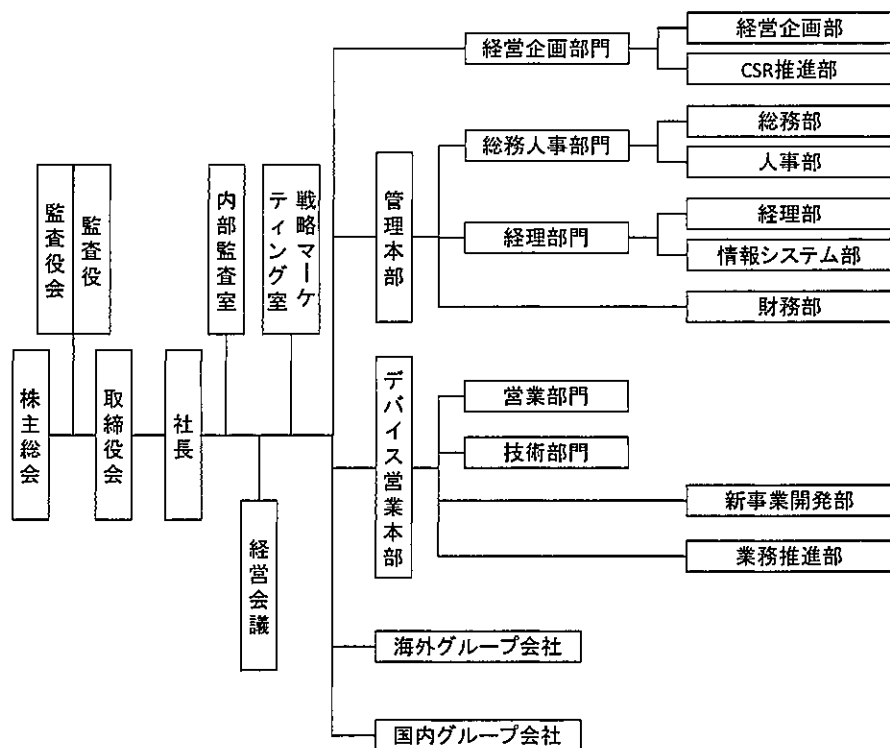 経営企画部門
経営企画部
CSR推進部
総務人事部門
総務部
人事部
管理本部
経理部門
経理部
情報システム部
財務部
監査役会
監査役
内部監査室
戦略マーケ
ティング室
株主総会
取締役会
社長
経営会議
デバイス営業本部
営業部門
技術部門
新事業開発部
業務推進部
海外グループ会社
国内グループ会社